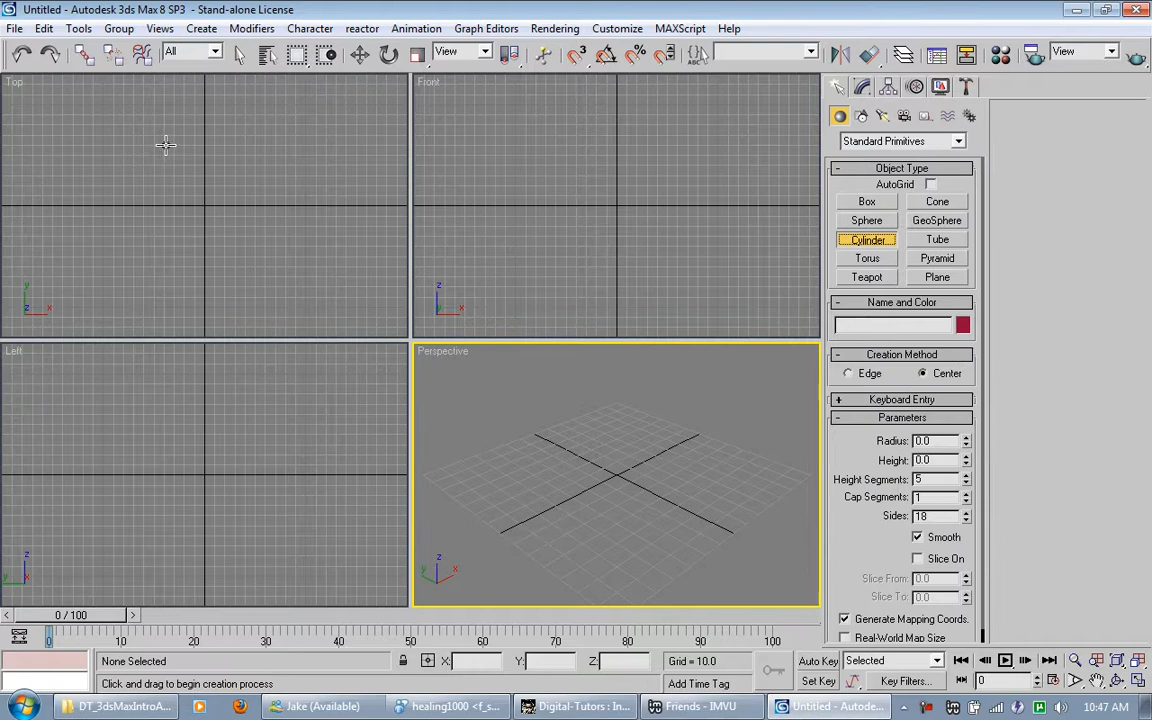 Untitled - Autodesk 3ds Max 8 SP3 - Stand-alone License
File Edit Tools Group Views Create Modifiers Character reactor Animation Graph Editors Rendering Customize MAXScript Help
All View View
Top
y
z x
Front
z
y x
Standard Primitives
- Object Type
AutoGrid
Box Cone
Sphere GeoSphere
Cylinder Tube
Torus Pyramid
Teapot Plane
- Name and Color
- Creation Method
Edge Center
+ Keyboard Entry
- Parameters
Radius: 0.0
Height: 0.0
Height Segments: 5
Cap Segments: 1
Sides: 18
Smooth
Slice On
Slice From: 0.0
Slice To: 0.0
Generate Mapping Coords.
Real-World Map Size
Left
z
y x
Perspective
z
y x
< 0 / 100 >
0 10 20 30 40 50 60 70 80 90 100
None Selected X: Y: Z: Grid = 10.0 Auto Key Selected
Click and drag to begin creation process Add Time Tag Set Key Key Filters... 0
DT_3dsMaxIntroA... Jake (Available) healing1000 <f_s... Digital-Tutors: In... Friends - IMVU Untitled - Autodes... 10:47 AM